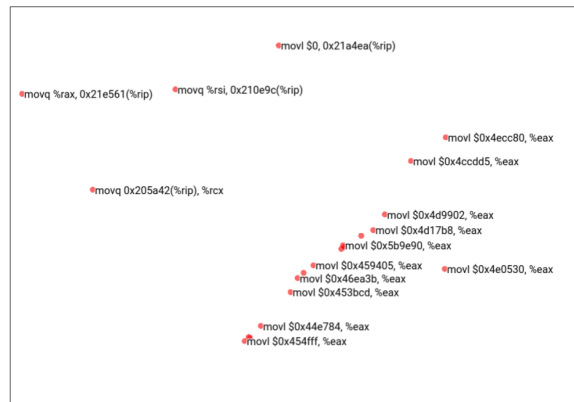 movl $0, 0x21a4ea(%rip)
movq %rsi, 0x210e9c(%rip)
movq %rax, 0x21e561(%rip)
movl $0x4ecc80, %eax
movl $0x4ccdd5, %eax
movq 0x205a42(%rip), %rcx
movl $0x4d9902, %eax
movl $0x4d17b8, %eax
movl $0x5b9e90, %eax
movl $0x459405, %eax
movl $0x4e0530, %eax
movl $0x46ea3b, %eax
movl $0x453bcd, %eax
movl $0x44e784, %eax
movl $0x454fff, %eax